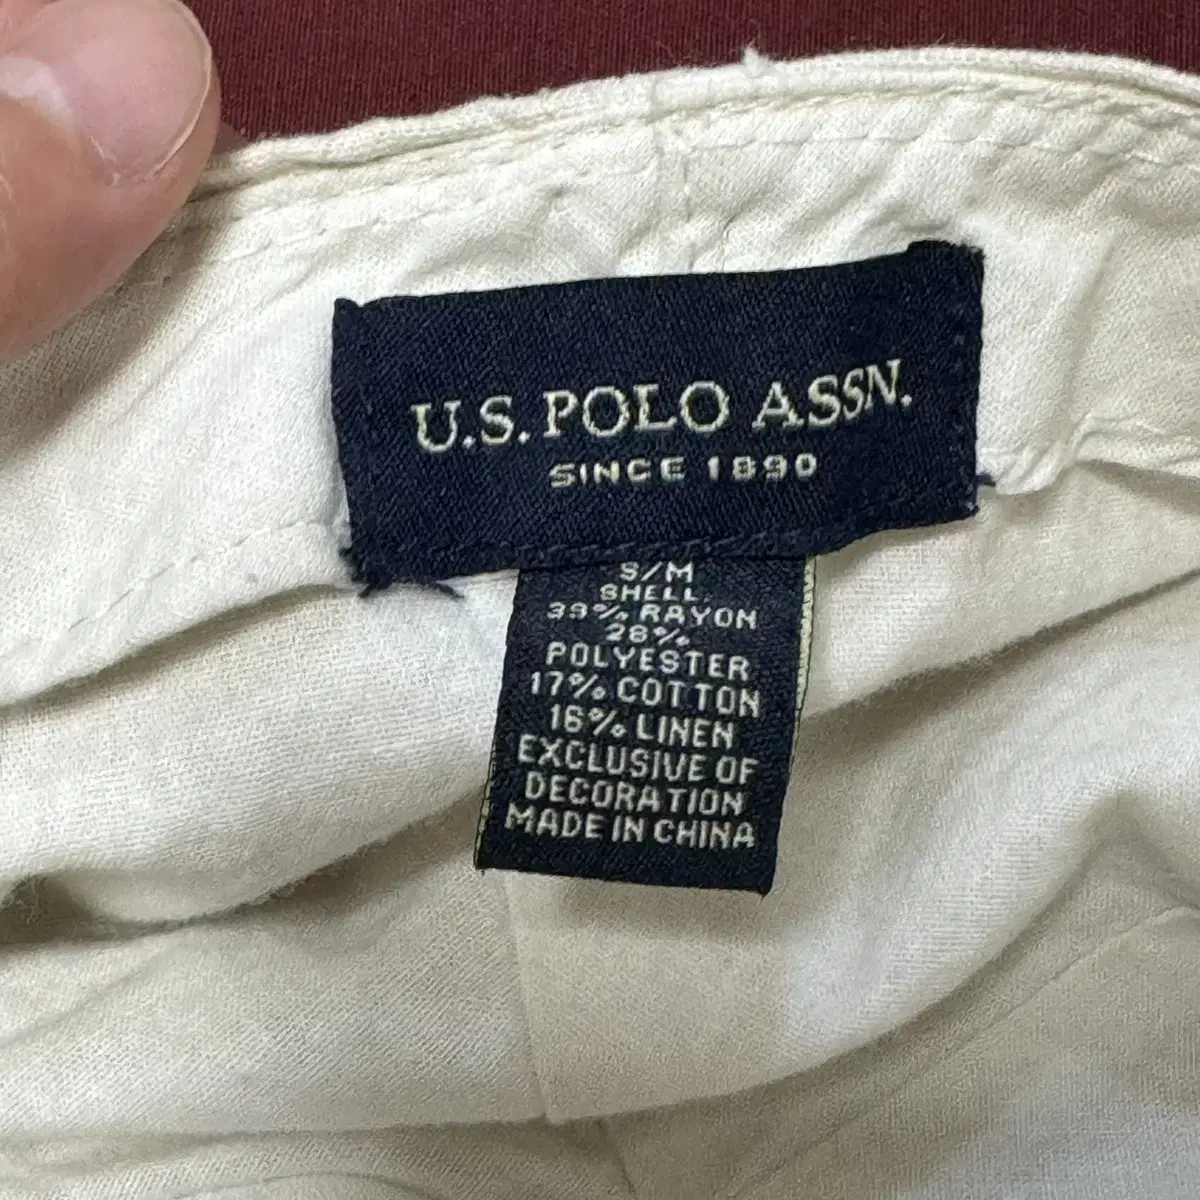 U.S. POLO ASSN.
SINCE 1890
S/M
SHELL:
39% RAYON
28%
POLYESTER
17% COTTON
16% LINEN
EXCLUSIVE OF
DECORATION
MADE IN CHINA